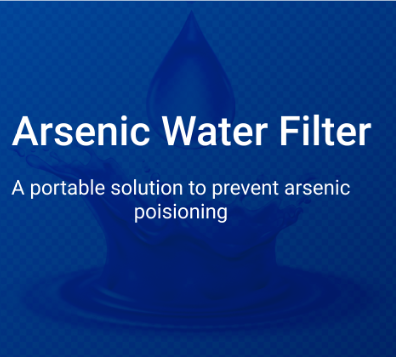 Arsenic Water Filter
A portable solution to prevent arsenic
poisioning